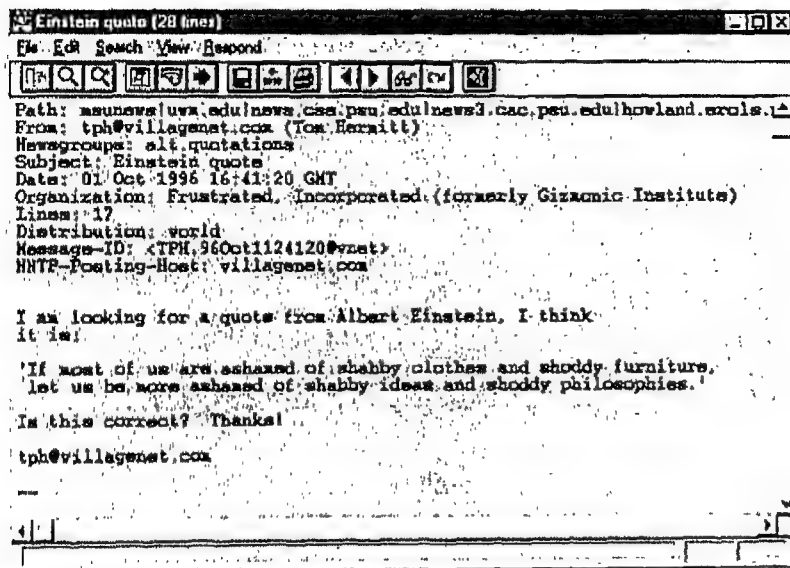 Einstein quote (28 lines)
File Edit Search View Respond
Path: msunews!uwm.edu!news.cse.psu.edu!news3.cac.psu.edu!howland.erols.
From: tph@villagenet.com (Tom Hermitt)
Newsgroups: alt.quotations
Subject: Einstein quote
Date: 01 Oct 1996 16:41:20 GMT
Organization: Frustrated, Incorporated (formerly Gizmonic Institute)
Lines: 17
Distribution: world
Message-ID: <TPH.96Oct1124120@vnet>
NNTP-Posting-Host: villagenet.com
I am looking for a quote from Albert Einstein, I think
it is:
'If most of us are ashamed of shabby clothes and shoddy furniture,
let us be more ashamed of shabby ideas and shoddy philosophies.'
Is this correct? Thanks!
tph@villagenet.com
---